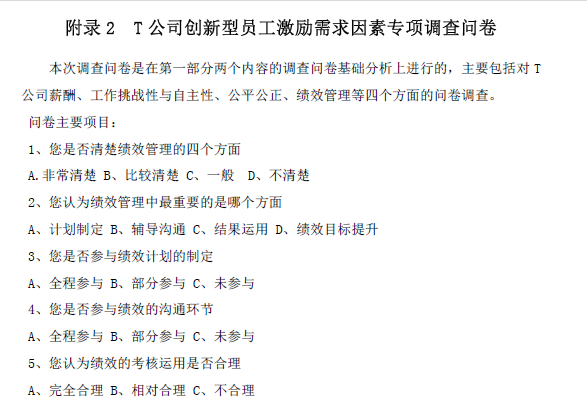 附录 2  T 公司创新型员工激励需求因素专项调查问卷
本次调查问卷是在第一部分两个内容的调查问卷基础分析上进行的，主要包括对 T
公司薪酬、工作挑战性与自主性、公平公正、绩效管理等四个方面的问卷调查。
问卷主要项目：
1、您是否清楚绩效管理的四个方面
A.非常清楚 B、比较清楚 C、一般  D、不清楚
2、您认为绩效管理中最重要的是哪个方面
A、计划制定 B、辅导沟通 C、结果运用 D、绩效目标提升
3、您是否参与绩效计划的制定
A、全程参与 B、部分参与 C、未参与
4、您是否参与绩效的沟通环节
A、全程参与 B、部分参与 C、未参与
5、您认为绩效的考核运用是否合理
A、完全合理 B、相对合理 C、不合理